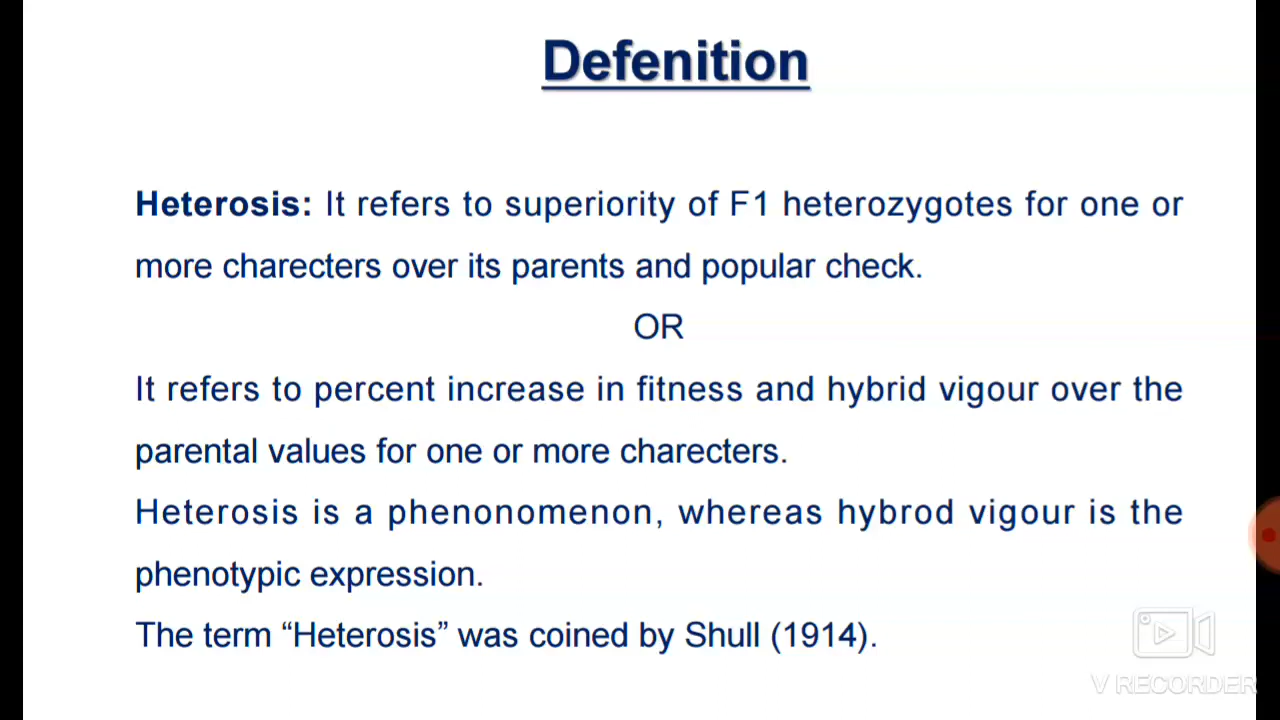 Defenition
Heterosis: It refers to superiority of F1 heterozygotes for one or
more charecters over its parents and popular check.
OR
It refers to percent increase in fitness and hybrid vigour over the
parental values for one or more charecters.
Heterosis is a phenonomenon, whereas hybrod vigour is the
phenotypic expression.
The term “Heterosis” was coined by Shull (1914).
V RECORDER